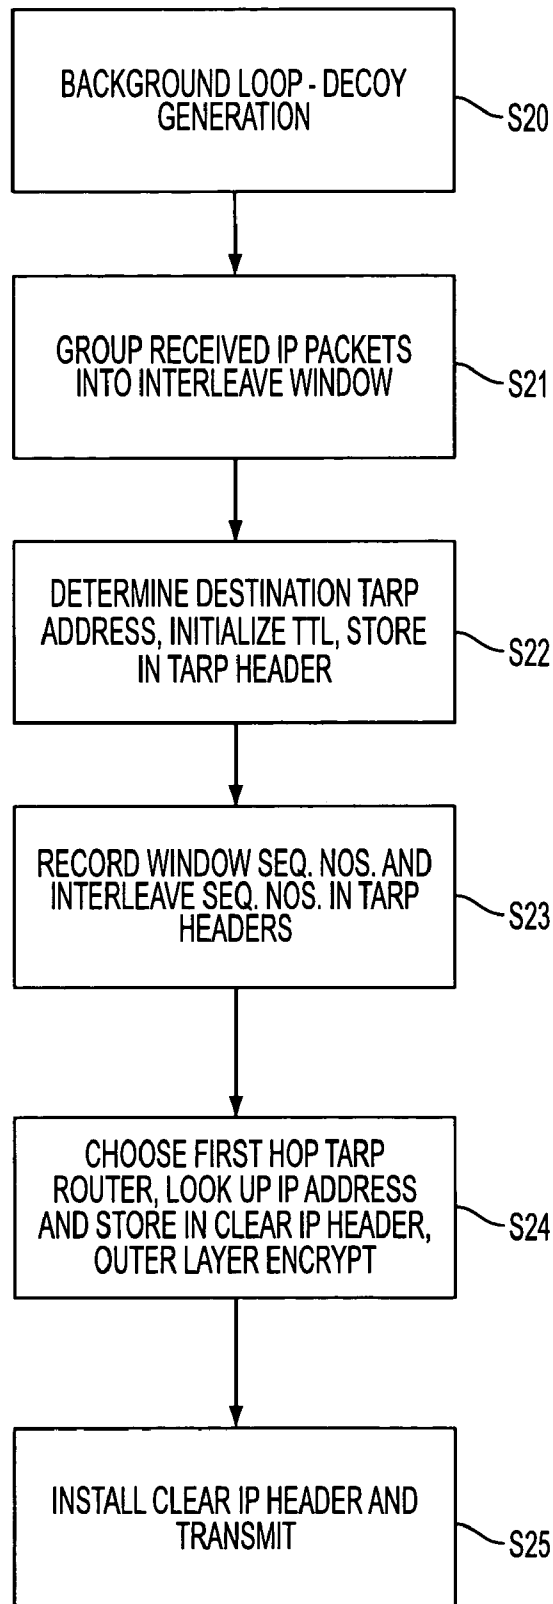 BACKGROUND LOOP - DECOY
GENERATION
S20
GROUP RECEIVED IP PACKETS
INTO INTERLEAVE WINDOW
S21
DETERMINE DESTINATION TARP
ADDRESS, INITIALIZE TTL, STORE
IN TARP HEADER
S22
RECORD WINDOW SEQ. NOS. AND
INTERLEAVE SEQ. NOS. IN TARP
HEADERS
S23
CHOOSE FIRST HOP TARP
ROUTER, LOOK UP IP ADDRESS
AND STORE IN CLEAR IP HEADER,
OUTER LAYER ENCRYPT
S24
INSTALL CLEAR IP HEADER AND
TRANSMIT
S25